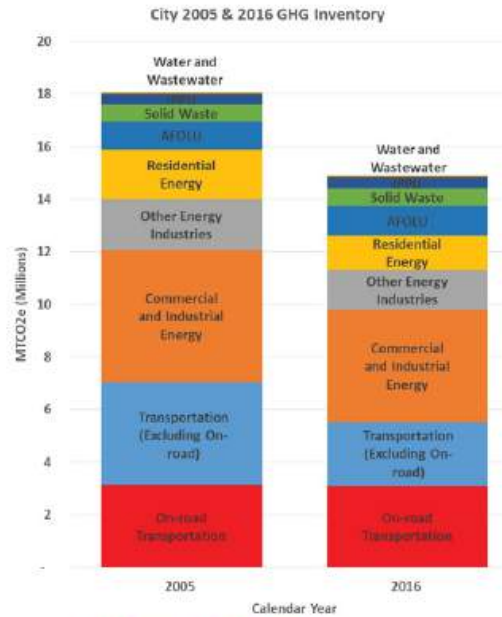 City 2005 & 2016 GHG Inventory
MTCO2e (Millions)
20
18
16
14
12
10
8
6
4
2
-
Water and
Wastewater
IPPU
Solid Waste
AFOLU
Residential
Energy
Other Energy
Industries
Commercial
and Industrial
Energy
Transportation
(Excluding On-
road)
On-road
Transportation
Water and
Wastewater
IPPU
Solid Waste
AFOLU
Residential
Energy
Other Energy
Industries
Commercial
and Industrial
Energy
Transportation
(Excluding On-
road)
On-road
Transportation
2005
2016
Calendar Year